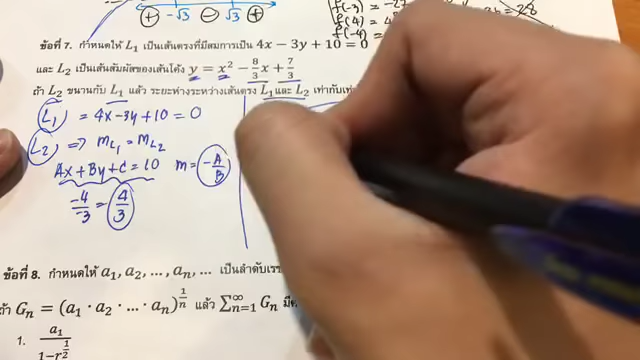 + -√3 − √3 +
f(-3) = -27
f(4) = 4
f(-4) =
= 28
ข้อที่ 7. กำหนดให้ L₁ เป็นเส้นตรงที่มีสมการเป็น 4x − 3y + 10 = 0
และ L₂ เป็นเส้นสัมผัสของเส้นโค้ง y = x² − 8/3 x + 7/3
ถ้า L₂ ขนานกับ L₁ แล้ว ระยะห่างระหว่างเส้นตรง L₁ และ L₂ เท่ากับ
L₁ = 4x-3y+10 = 0
L₂ ⇒ mL₁ = mL₂
Ax+By+C=10 m = -A/B
-4/-3 = 4/3
ข้อที่ 8. กำหนดให้ a₁, a₂, … , aₙ, … เป็นลำดับ
ถ้า Gₙ = (a₁ · a₂ · … · aₙ)^(1/n) แล้ว ∑ₙ₌₁^∞ Gₙ
1. a₁/(1−r^(1/2))